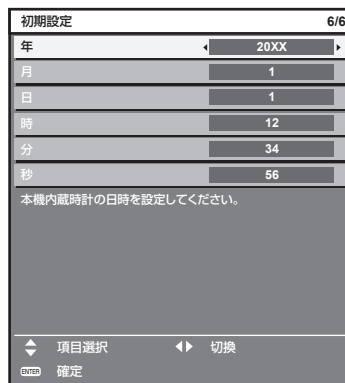 初期設定 6/6
年 20XX
月 1
日 1
時 12
分 34
秒 56
本機内蔵時計の日時を設定してください。
項目選択 切換
ENTER 確定